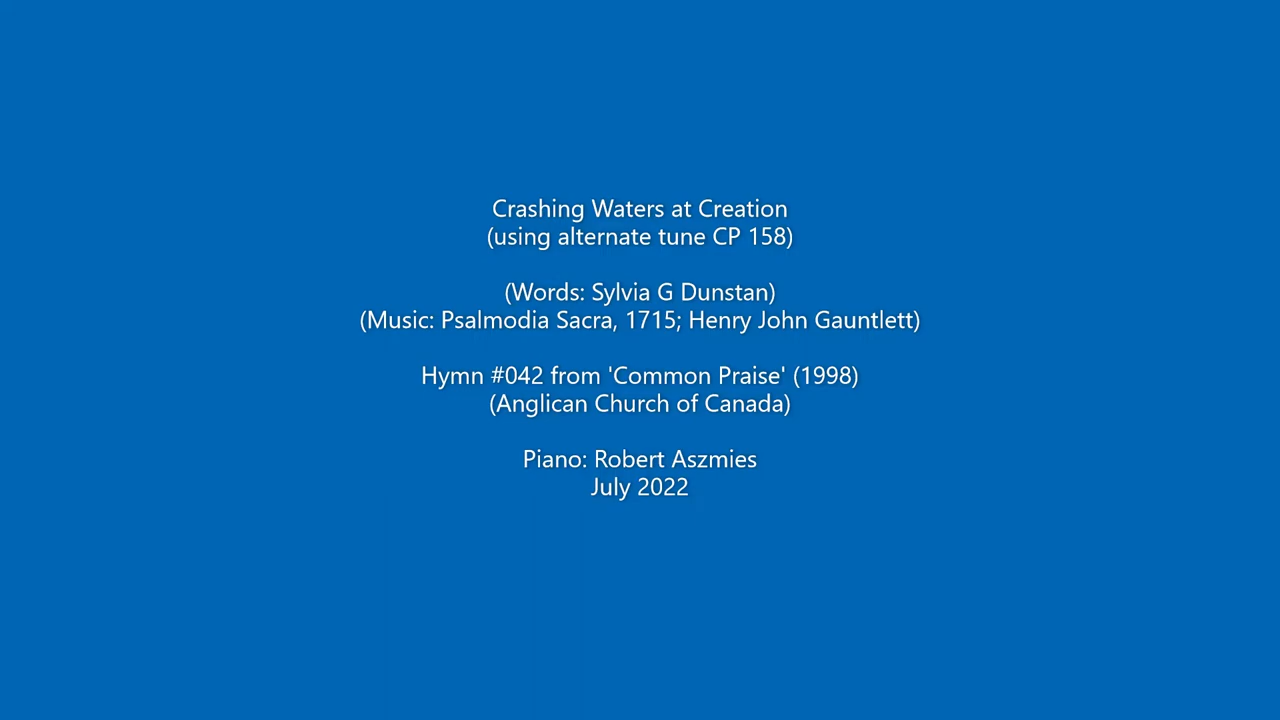 Crashing Waters at Creation
(using alternate tune CP 158)
(Words: Sylvia G Dunstan)
(Music: Psalmodia Sacra, 1715; Henry John Gauntlett)
Hymn #042 from 'Common Praise' (1998)
(Anglican Church of Canada)
Piano: Robert Aszmies
July 2022